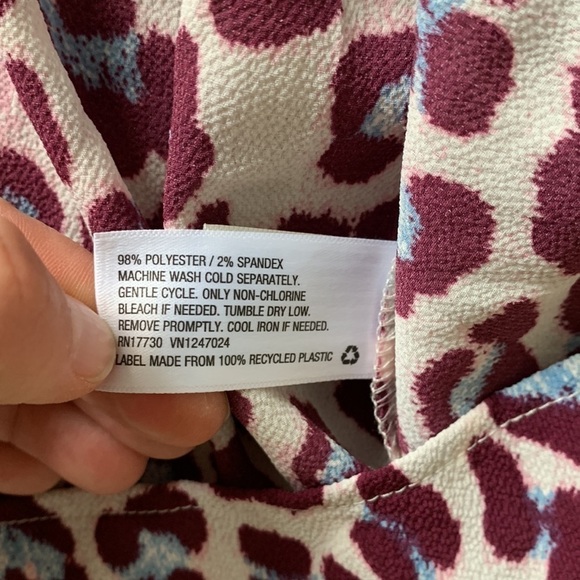 98% POLYESTER / 2% SPANDEX
MACHINE WASH COLD SEPARATELY.
GENTLE CYCLE. ONLY NON-CHLORINE
BLEACH IF NEEDED. TUMBLE DRY LOW.
REMOVE PROMPTLY. COOL IRON IF NEEDED.
RN17730 VN1247024
LABEL MADE FROM 100% RECYCLED PLASTIC